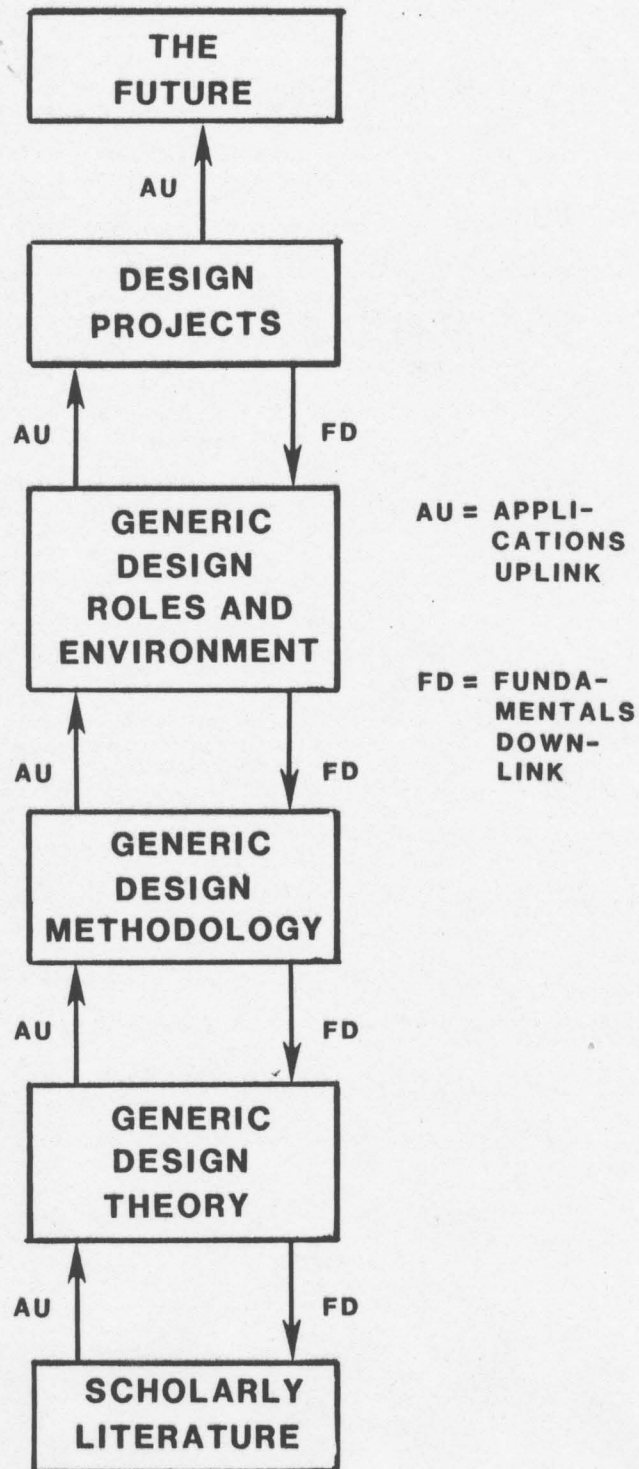 THE
FUTURE
AU
DESIGN
PROJECTS
AU
FD
GENERIC
DESIGN
ROLES AND
ENVIRONMENT
AU = APPLI-
CATIONS
UPLINK
FD = FUNDA-
MENTALS
DOWN-
LINK
AU
FD
GENERIC
DESIGN
METHODOLOGY
AU
FD
GENERIC
DESIGN
THEORY
AU
FD
SCHOLARLY
LITERATURE